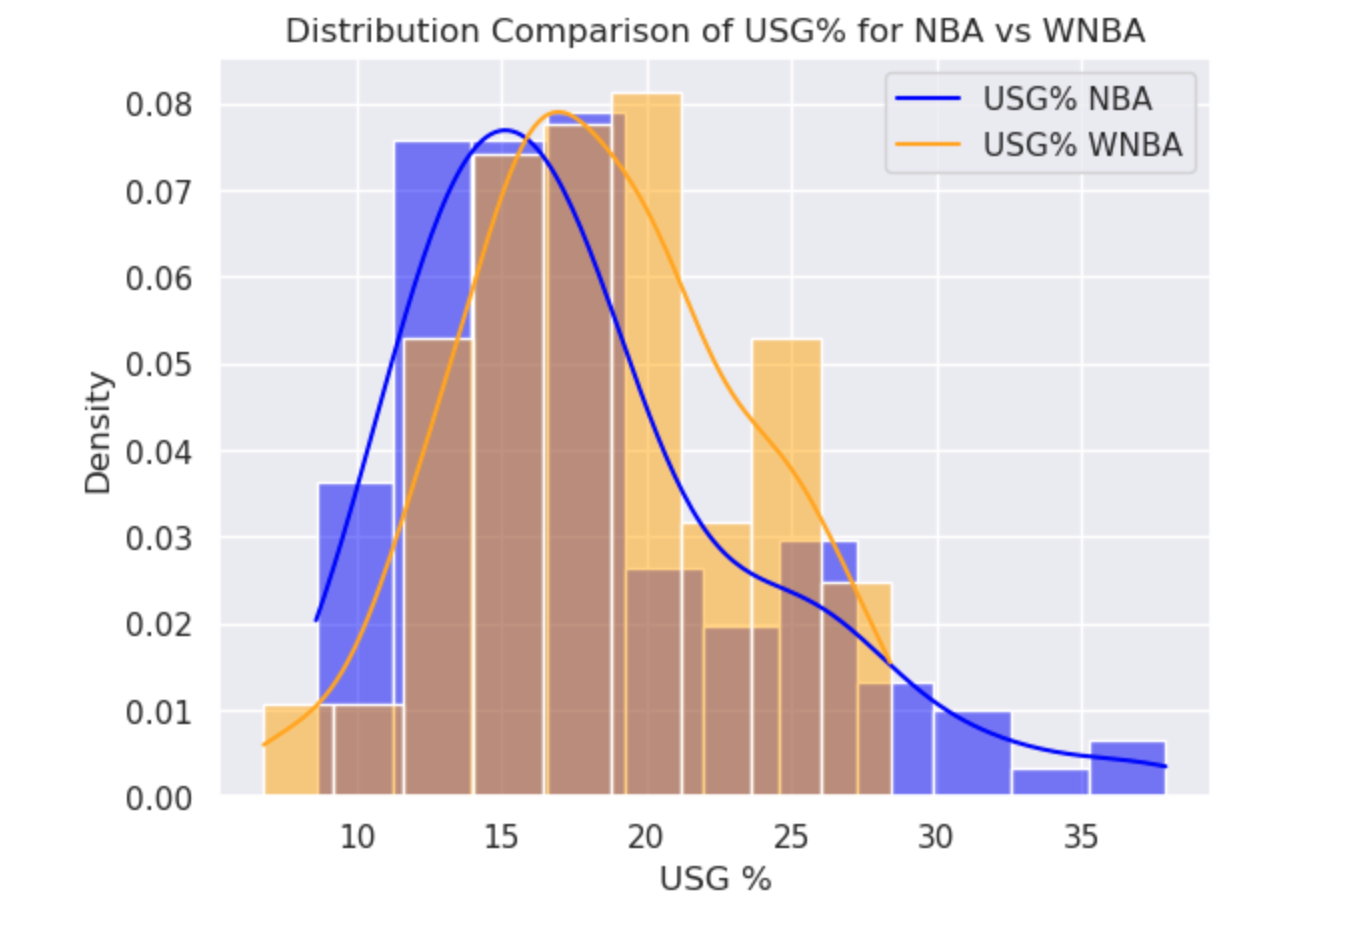 Distribution Comparison of USG% for NBA vs WNBA
USG% NBA
USG% WNBA
Density
0.08
0.07
0.06
0.05
0.04
0.03
0.02
0.01
0.00
10 15 20 25 30 35
USG %